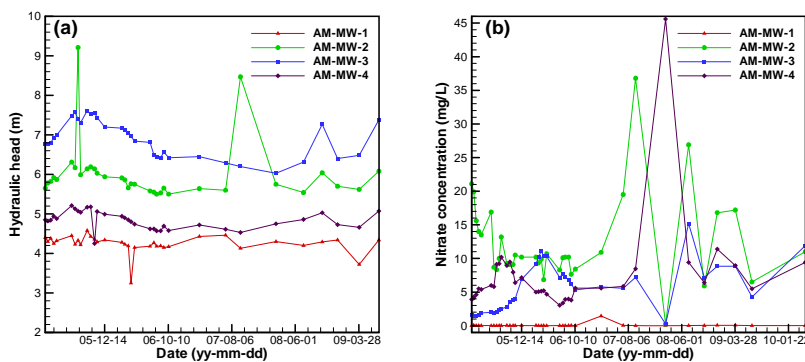 (a)
AM-MW-1
AM-MW-2
AM-MW-3
AM-MW-4
Hydraulic head (m)
10
9
8
7
6
5
4
3
2
05-12-14
06-10-10
07-08-06
08-06-01
09-03-28
Date (yy-mm-dd)
(b)
AM-MW-1
AM-MW-2
AM-MW-3
AM-MW-4
Nitrate concentration (mg/L)
45
40
35
30
25
20
15
10
5
0
05-12-14
06-10-10
07-08-06
08-06-01
09-03-28
10-01-22
Date (yy-mm-dd)